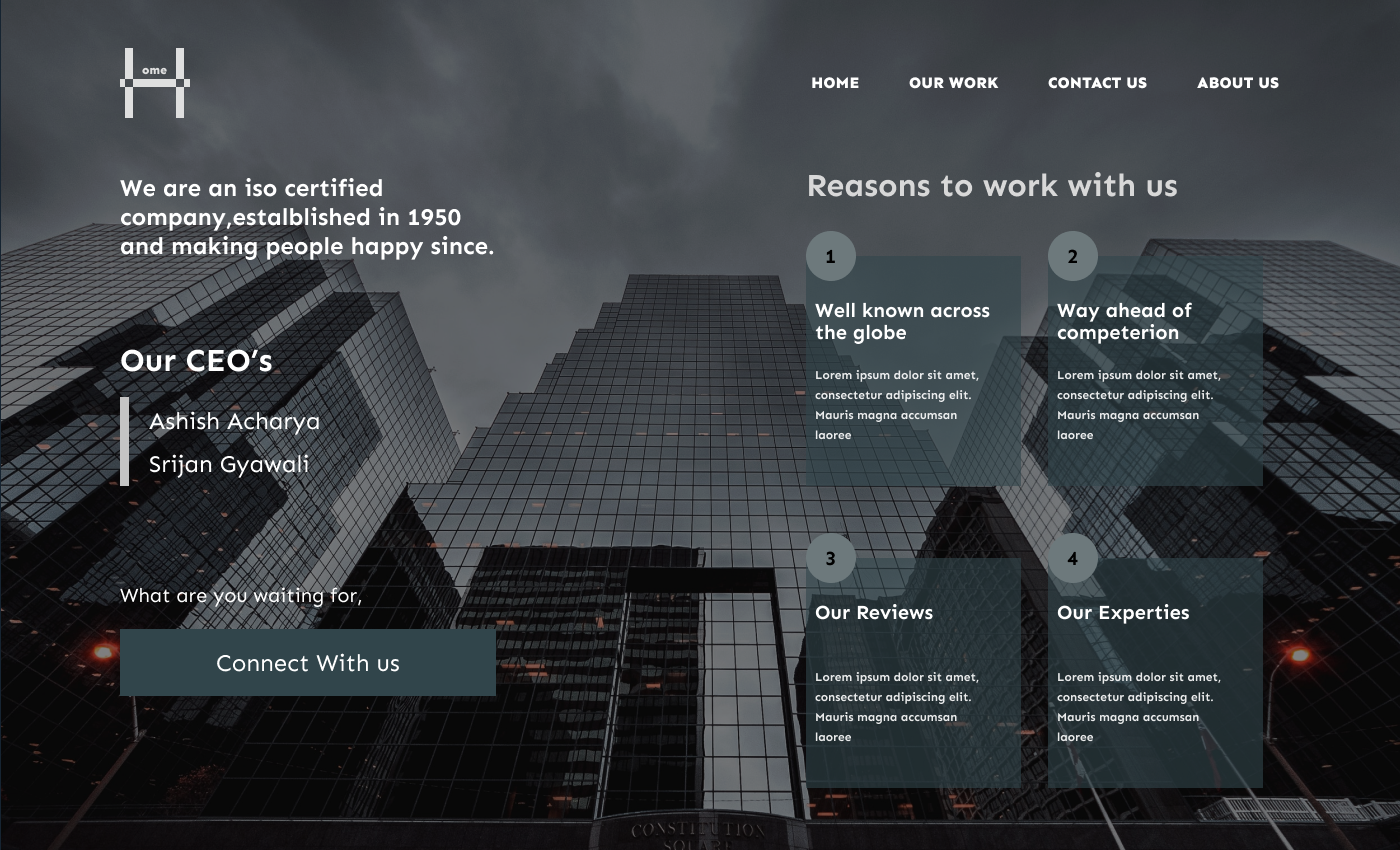 ome
HOME
OUR WORK
CONTACT US
ABOUT US
We are an iso certified
company,estalblished in 1950
and making people happy since.
Our CEO’s
Ashish Acharya
Srijan Gyawali
What are you waiting for,
Connect With us
Reasons to work with us
1
Well known across
the globe
Lorem ipsum dolor sit amet,
consectetur adipiscing elit.
Mauris magna accumsan
laoree
2
Way ahead of
competerion
Lorem ipsum dolor sit amet,
consectetur adipiscing elit.
Mauris magna accumsan
laoree
3
Our Reviews
Lorem ipsum dolor sit amet,
consectetur adipiscing elit.
Mauris magna accumsan
laoree
4
Our Experties
Lorem ipsum dolor sit amet,
consectetur adipiscing elit.
Mauris magna accumsan
laoree
CONSTITUTION
SQUARE